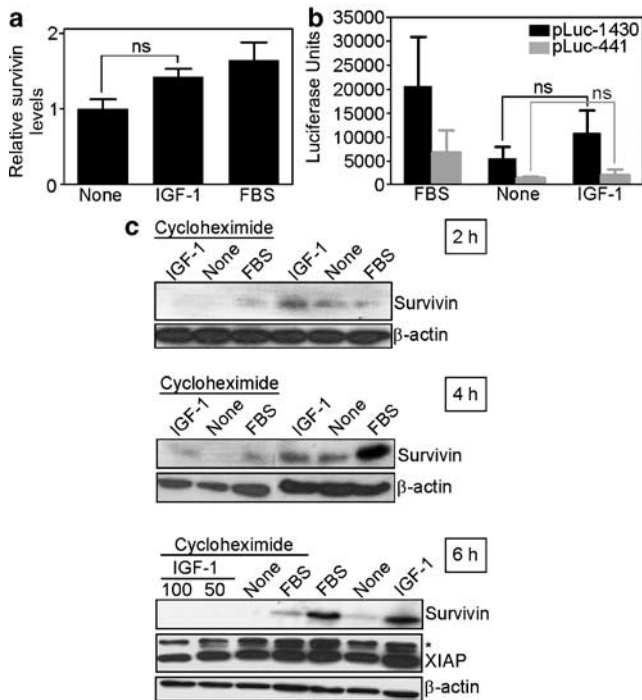 a
Relative survivin
levels
2
1
0
ns
None IGF-1 FBS
b
Luciferase Units
35000
30000
25000
20000
15000
10000
5000
0
pLuc-1430
pLuc-441
ns
ns
FBS None IGF-1
c
Cycloheximide
2 h
IGF-1 None FBS IGF-1 None FBS
Survivin
β-actin
Cycloheximide
4 h
IGF-1 None FBS IGF-1 None FBS
Survivin
β-actin
Cycloheximide
6 h
IGF-1
100 50 None FBS FBS None IGF-1
Survivin
*
XIAP
β-actin